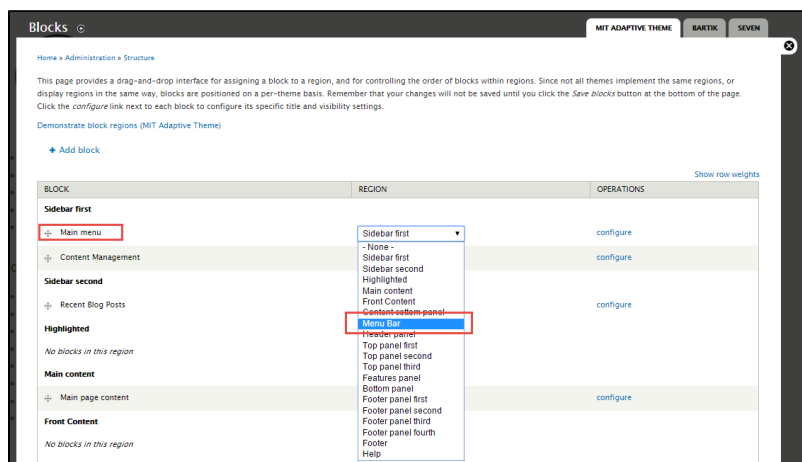 Blocks
MIT ADAPTIVE THEME BARTIK SEVEN
Home » Administration » Structure
This page provides a drag-and-drop interface for assigning a block to a region, and for controlling the order of blocks within regions. Since not all themes implement the same regions, or
display regions in the same way, blocks are positioned on a per-theme basis. Remember that your changes will not be saved until you click the Save blocks button at the bottom of the page.
Click the configure link next to each block to configure its specific title and visibility settings.
Demonstrate block regions (MIT Adaptive Theme)
+ Add block
Show row weights
BLOCK REGION OPERATIONS
Sidebar first
Main menu Sidebar first configure
- None -
Content Management Sidebar first configure
Sidebar second
Sidebar second Highlighted
Main content
Recent Blog Posts Front Content configure
Content bottom panel
Highlighted Menu Bar
Header panel
No blocks in this region Top panel first
Top panel second
Main content Top panel third
Features panel
Main page content Bottom panel configure
Footer panel first
Footer panel second
Front Content Footer panel third
Footer panel fourth
No blocks in this region Footer
Help